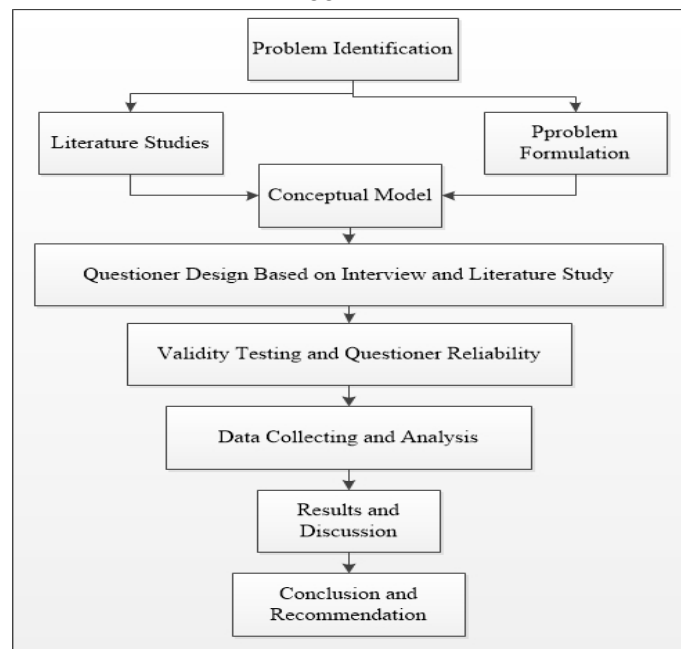 Problem Identification
Literature Studies
Pproblem
Formulation
Conceptual Model
Questioner Design Based on Interview and Literature Study
Validity Testing and Questioner Reliability
Data Collecting and Analysis
Results and
Discussion
Conclusion and
Recommendation